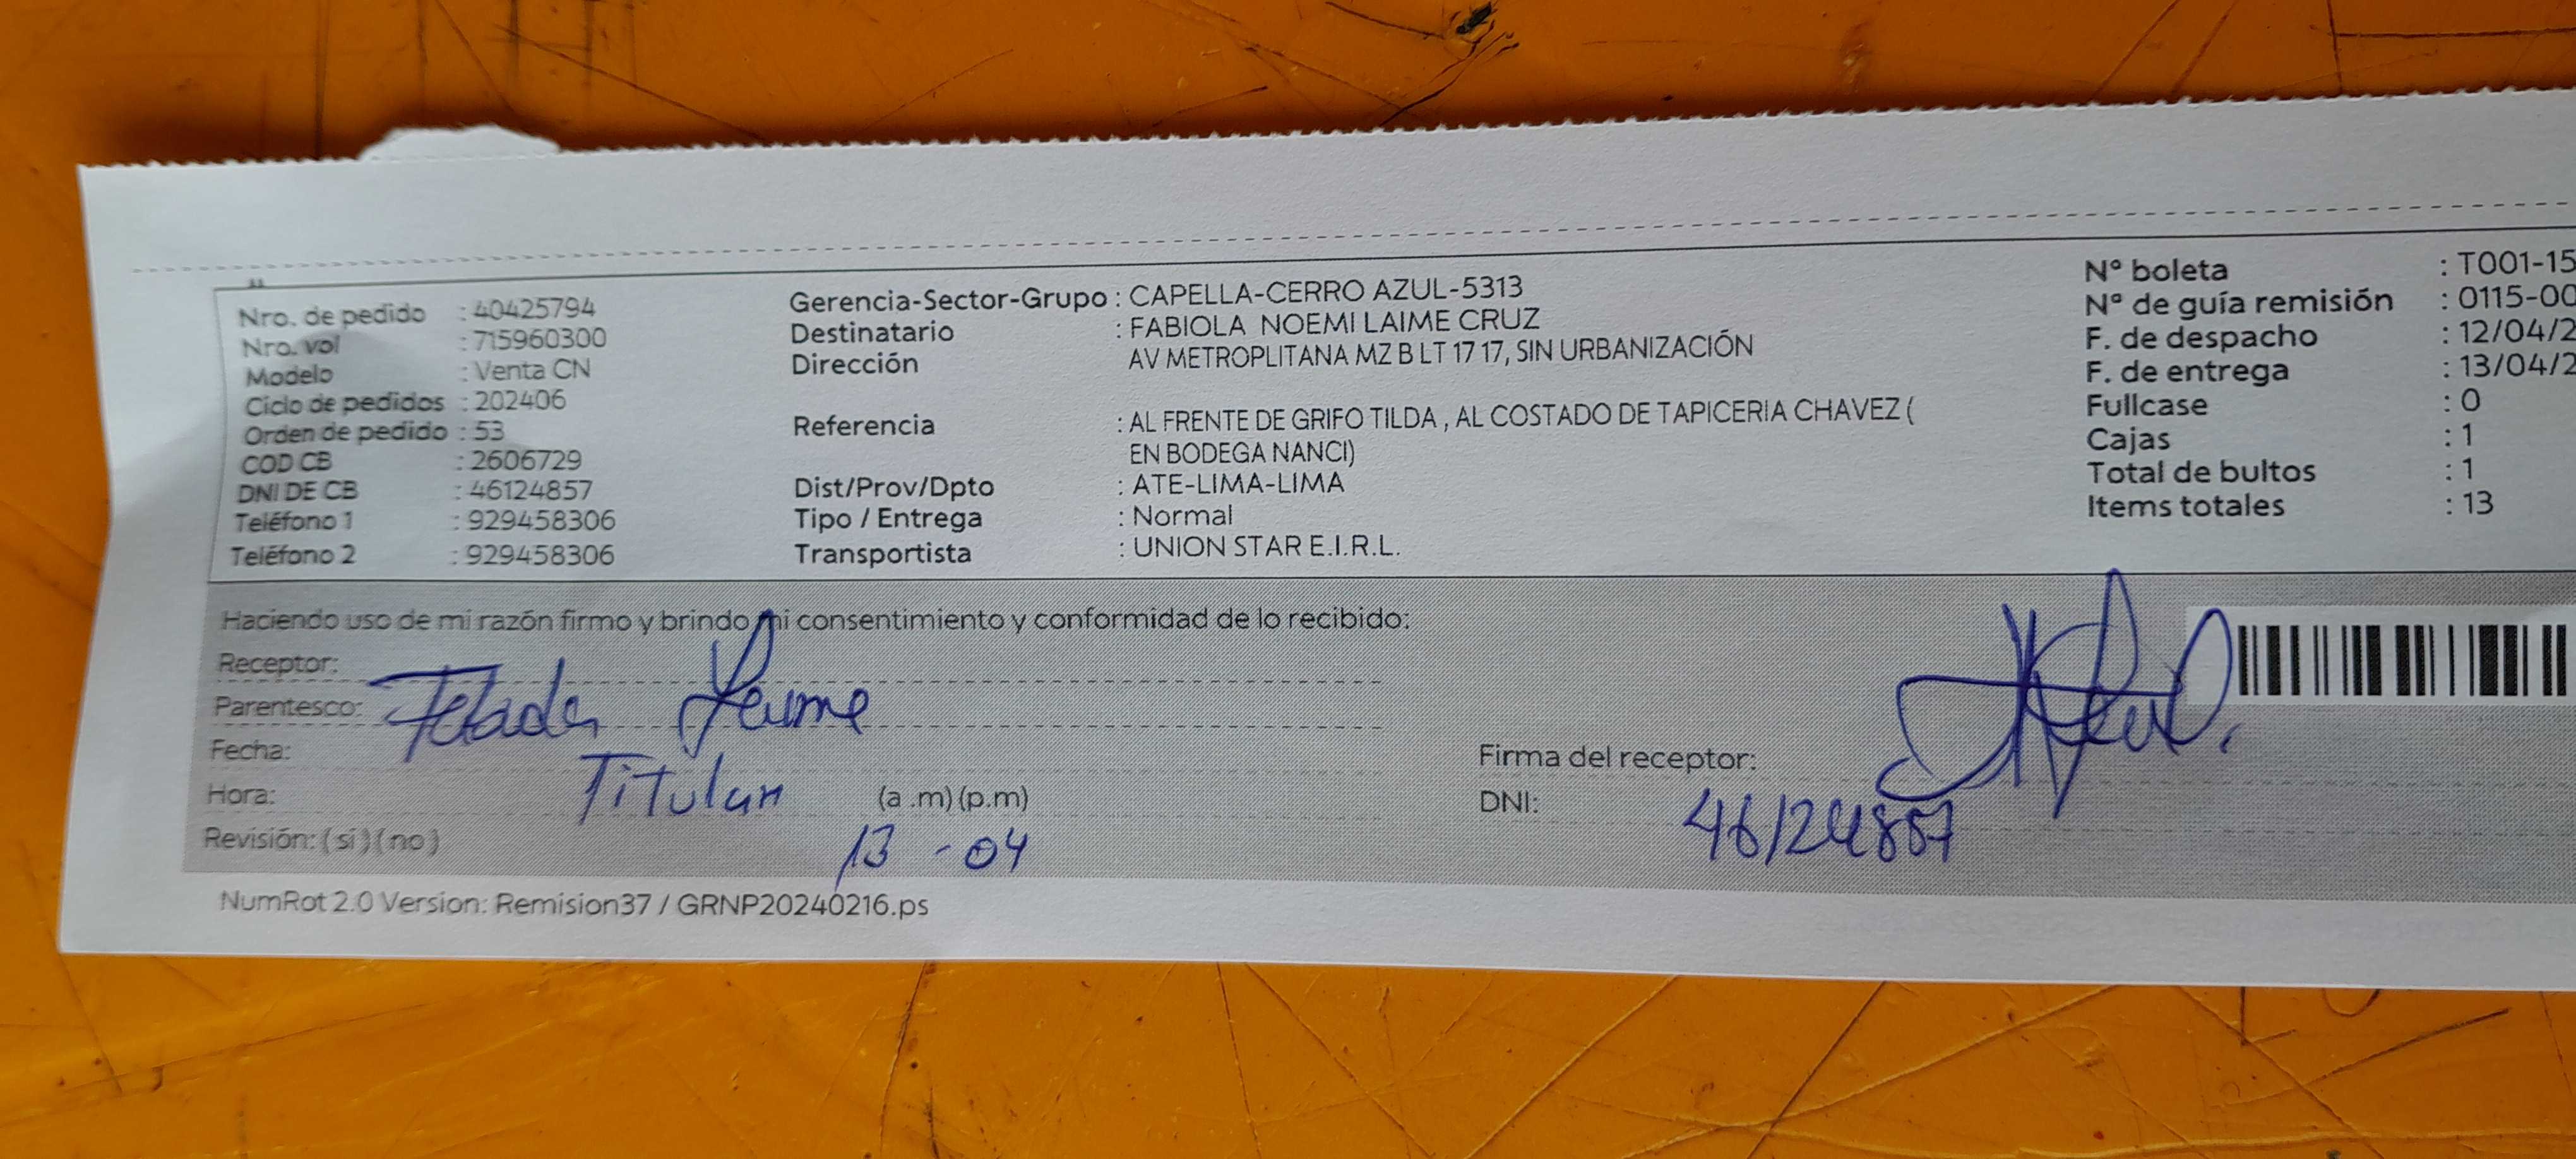 Nro. de pedido : 40425794
Nro. vol : 715960300
Modelo : Venta CN
Ciclo de pedidos : 202406
Orden de pedido : 53
COD CB : 2606729
DNI DE CB : 46124857
Teléfono 1 : 929458306
Teléfono 2 : 929458306
Gerencia-Sector-Grupo : CAPELLA-CERRO AZUL-5313
Destinatario : FABIOLA NOEMI LAIME CRUZ
Dirección AV METROPLITANA MZ B LT 17 17, SIN URBANIZACIÓN
Referencia : AL FRENTE DE GRIFO TILDA , AL COSTADO DE TAPICERIA CHAVEZ (
EN BODEGA NANCI)
Dist/Prov/Dpto : ATE-LIMA-LIMA
Tipo / Entrega : Normal
Transportista : UNION STAR E.I.R.L.
N° boleta : T001-15
N° de guía remisión : 0115-00
F. de despacho : 12/04/2
F. de entrega : 13/04/2
Fullcase : 0
Cajas : 1
Total de bultos : 1
Items totales : 13
Haciendo uso de mi razón firmo y brindo mi consentimiento y conformidad de lo recibido:
Receptor:
Parentesco: Laime
Fecha: Titular
Hora: (a .m) (p.m)
Revisión: ( sí ) ( no ) 13 - 04
Firma del receptor:
DNI: 46124857
NumRot 2.0 Version: Remision37 / GRNP20240216.ps